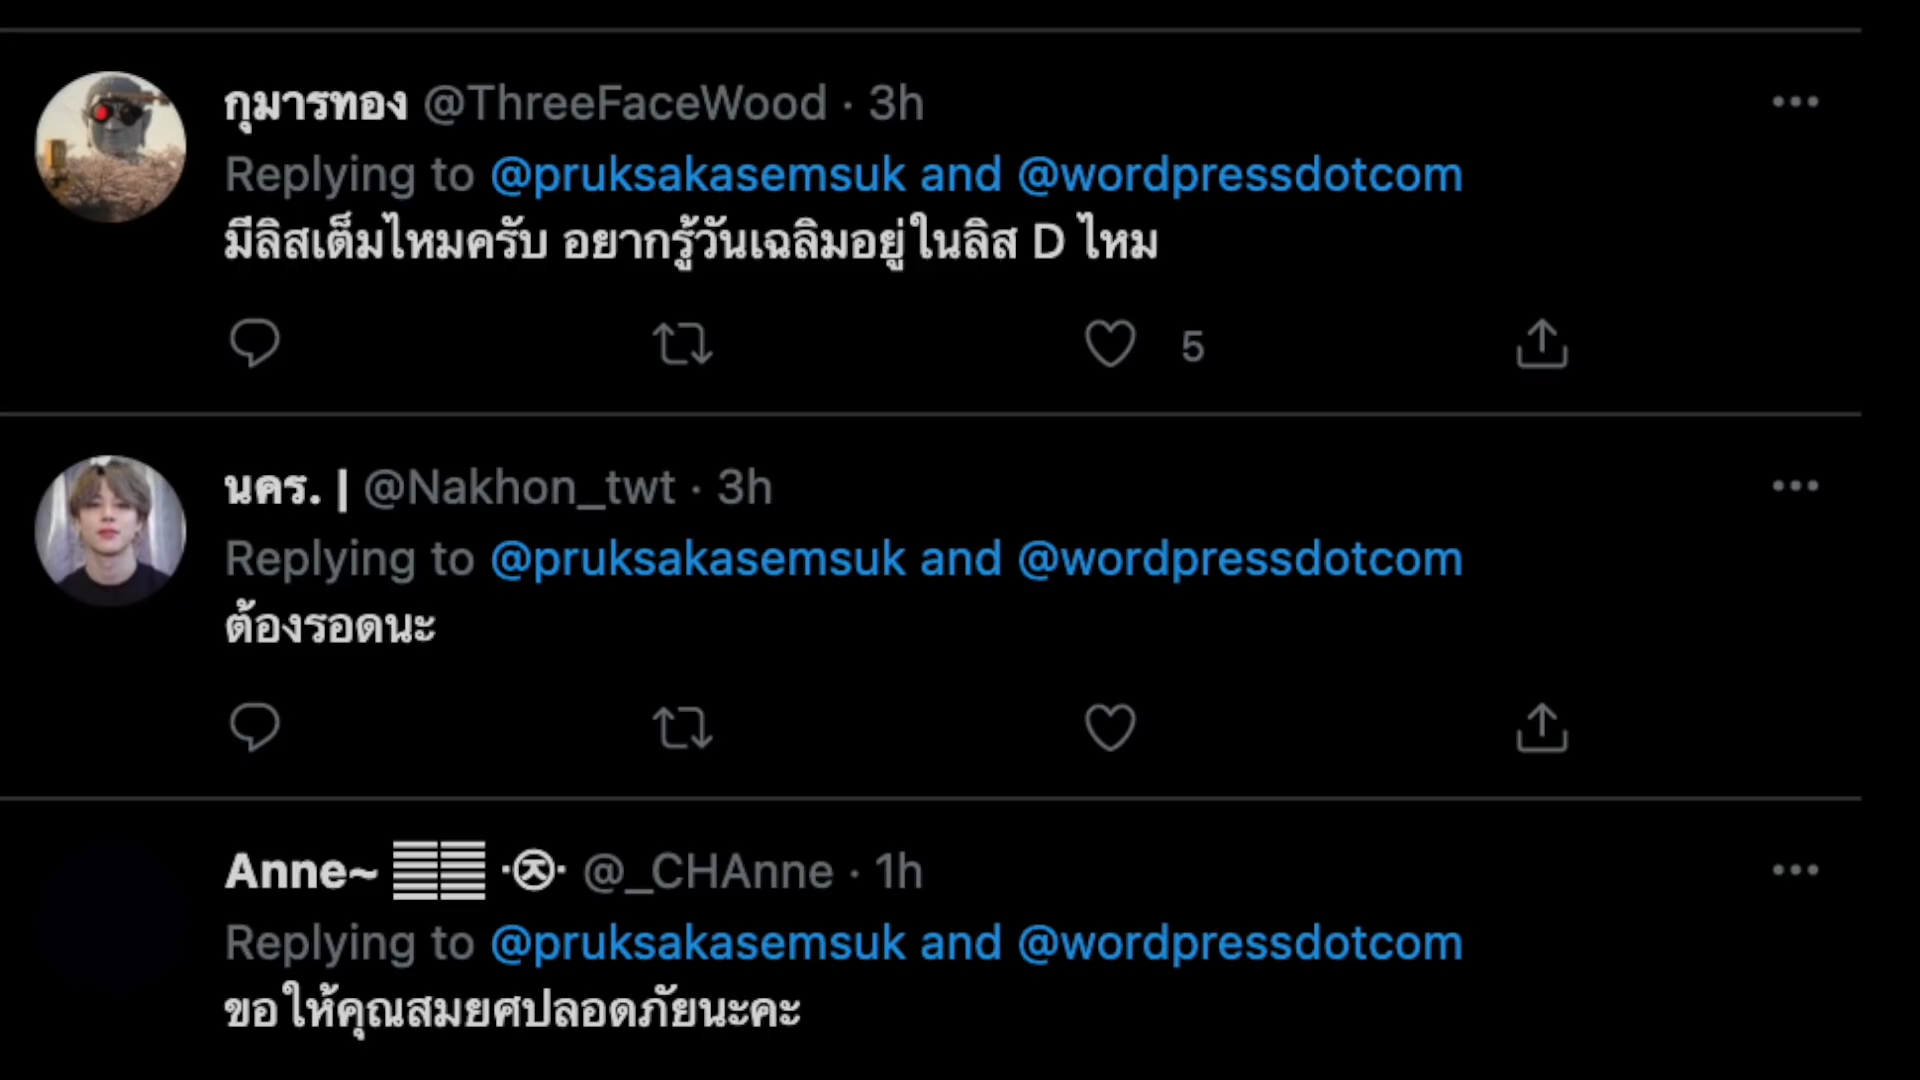 กุมารทอง @ThreeFaceWood · 3h
Replying to @pruksakasemsuk and @wordpressdotcom
มีลิสเต็มไหมครับ อยากรู้วันเฉลิมอยู่ในลิส D ไหม
5
นคร. | @Nakhon_twt · 3h
Replying to @pruksakasemsuk and @wordpressdotcom
ต้องรอดนะ
Anne~ 𝌆𝌆 ·㉨· @_CHAnne · 1h
Replying to @pruksakasemsuk and @wordpressdotcom
ขอให้คุณสมยศปลอดภัยนะคะ